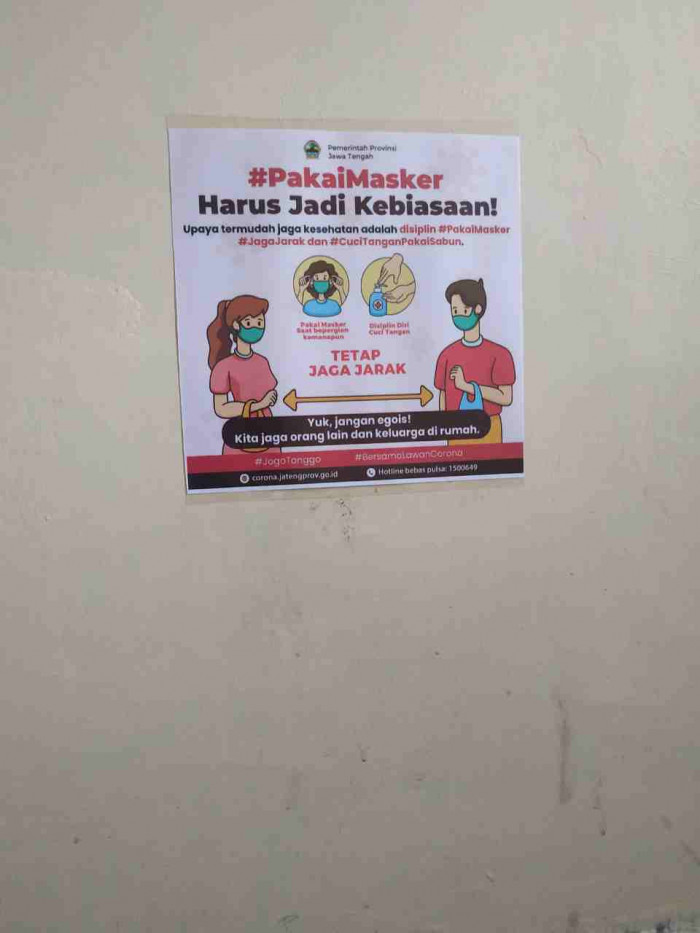 Pemerintah Provinsi
Jawa Tengah
#PakaiMasker
Harus Jadi Kebiasaan!
Upaya termudah jaga kesehatan adalah disiplin #PakaiMasker
#JagaJarak dan #CuciTanganPakaiSabun.
Pakai Masker
Saat bepergian
kemanapun
Disiplin Diri
Cuci Tangan
TETAP
JAGA JARAK
Yuk, jangan egois!
Kita jaga orang lain dan keluarga di rumah.
#JogoTonggo
#BersamaLawanCorona
corona.jatengprov.go.id
Hotline bebas pulsa: 1500649